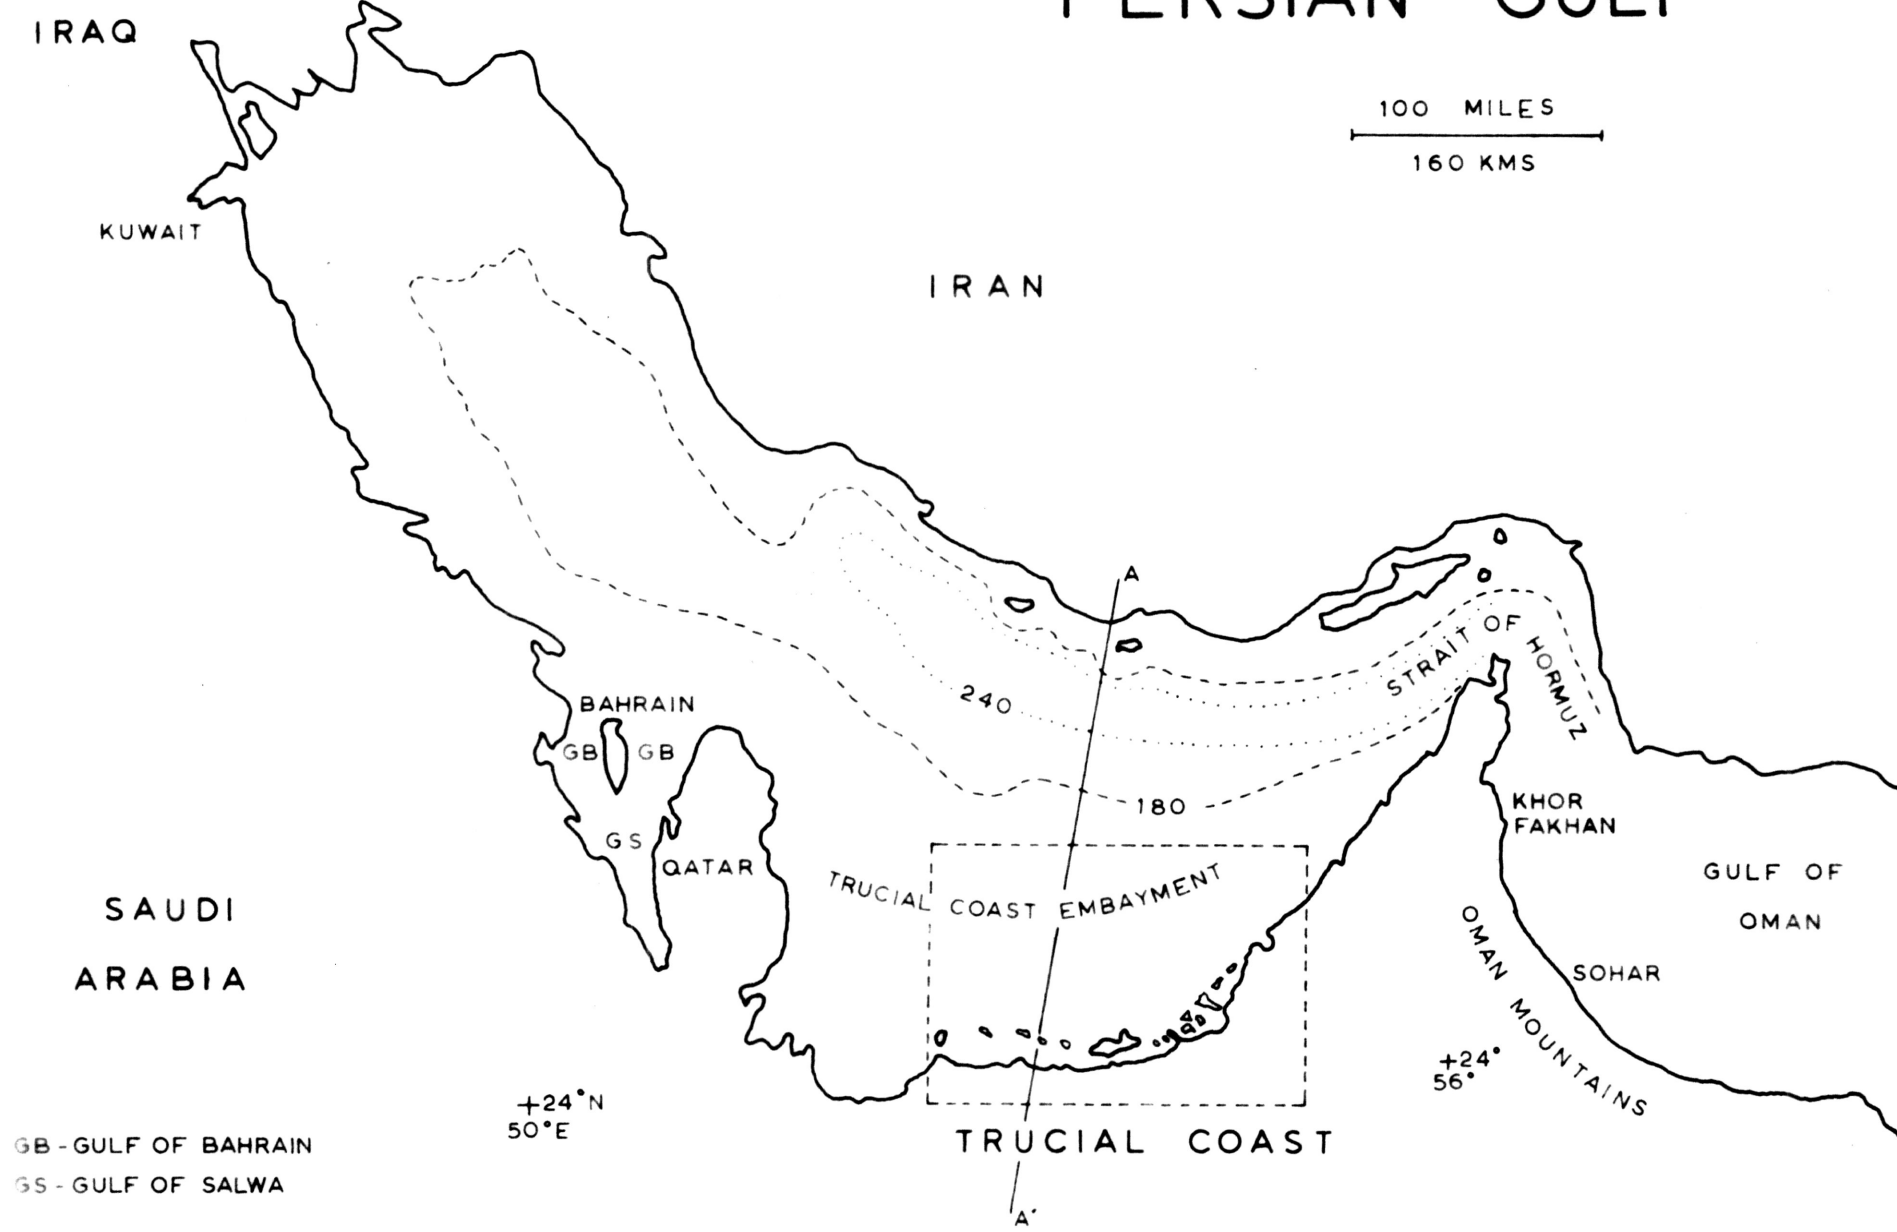 PERSIAN GULF
IRAQ
100 MILES
160 KMS
KUWAIT
IRAN
A
STRAIT OF HORMUZ
240
BAHRAIN
GB
GB
180
KHOR
FAKHAN
GS
QATAR
TRUCIAL COAST EMBAYMENT
GULF OF
OMAN
SAUDI
ARABIA
SOHAR
OMAN MOUNTAINS
+24°
56°
+24°N
50°E
TRUCIAL COAST
GB - GULF OF BAHRAIN
GS - GULF OF SALWA
A'